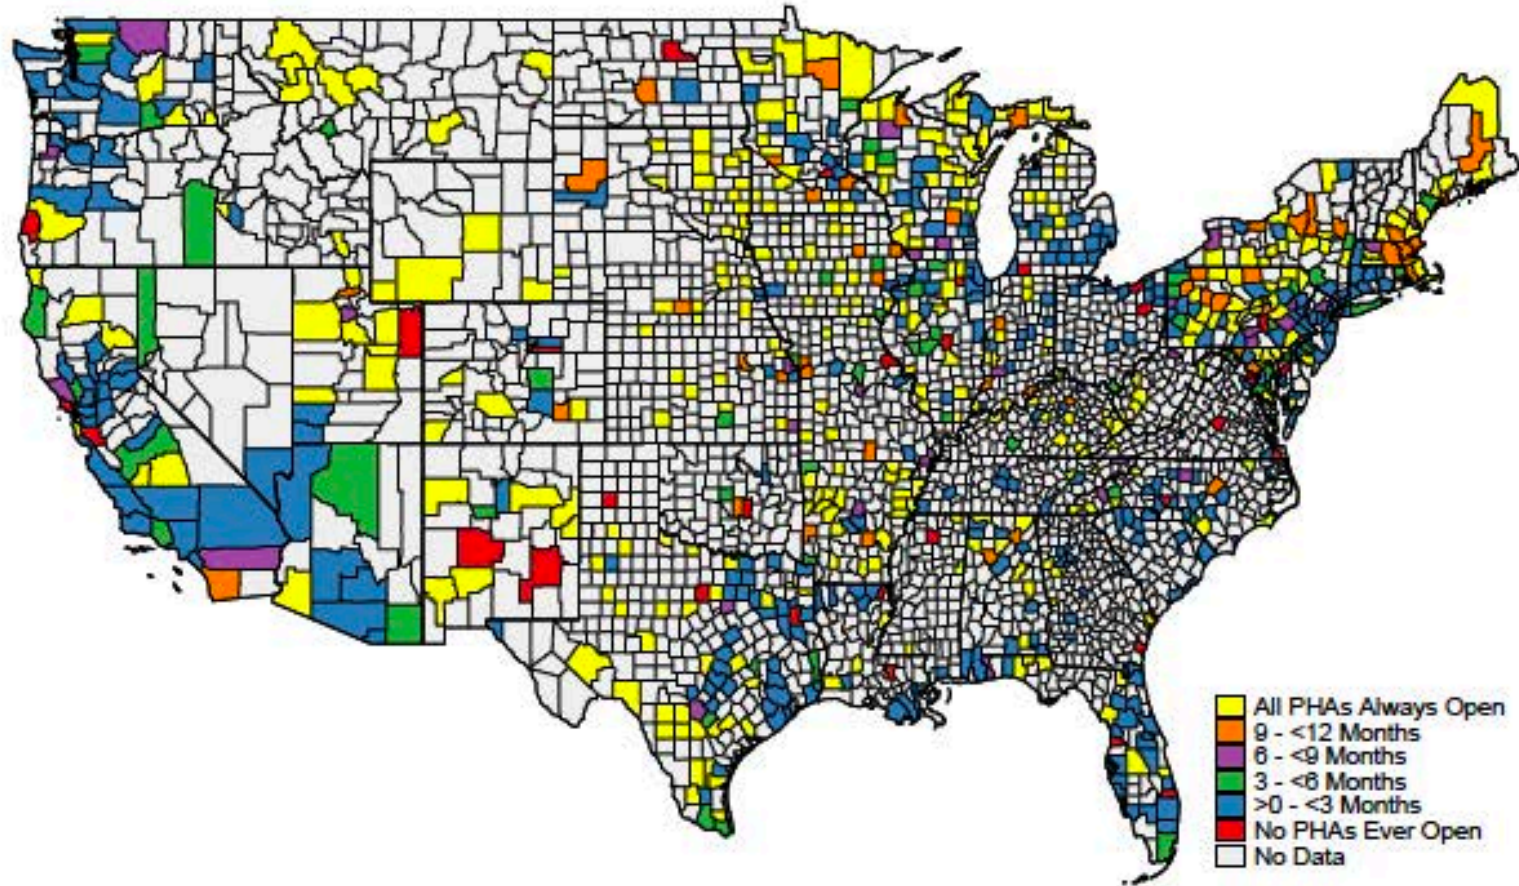 All PHAs Always Open
9 - <12 Months
6 - <9 Months
3 - <6 Months
>0 - <3 Months
No PHAs Ever Open
No Data